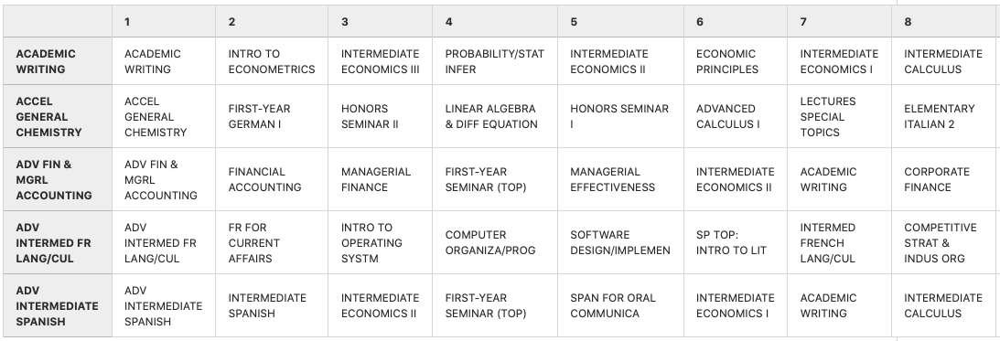 1 2 3 4 5 6 7 8
ACADEMIC WRITING
ACADEMIC WRITING
INTRO TO ECONOMETRICS
INTERMEDIATE ECONOMICS III
PROBABILITY/STAT INFER
INTERMEDIATE ECONOMICS II
ECONOMIC PRINCIPLES
INTERMEDIATE ECONOMICS I
INTERMEDIATE CALCULUS
ACCEL GENERAL CHEMISTRY
ACCEL GENERAL CHEMISTRY
FIRST-YEAR GERMAN I
HONORS SEMINAR II
LINEAR ALGEBRA & DIFF EQUATION
HONORS SEMINAR I
ADVANCED CALCULUS I
LECTURES SPECIAL TOPICS
ELEMENTARY ITALIAN 2
ADV FIN & MGRL ACCOUNTING
ADV FIN & MGRL ACCOUNTING
FINANCIAL ACCOUNTING
MANAGERIAL FINANCE
FIRST-YEAR SEMINAR (TOP)
MANAGERIAL EFFECTIVENESS
INTERMEDIATE ECONOMICS II
ACADEMIC WRITING
CORPORATE FINANCE
ADV INTERMED FR LANG/CUL
ADV INTERMED FR LANG/CUL
FR FOR CURRENT AFFAIRS
INTRO TO OPERATING SYSTM
COMPUTER ORGANIZA/PROG
SOFTWARE DESIGN/IMPLEMEN
SP TOP: INTRO TO LIT
INTERMED FRENCH LANG/CUL
COMPETITIVE STRAT & INDUS ORG
ADV INTERMEDIATE SPANISH
ADV INTERMEDIATE SPANISH
INTERMEDIATE SPANISH
INTERMEDIATE ECONOMICS II
FIRST-YEAR SEMINAR (TOP)
SPAN FOR ORAL COMMUNICA
INTERMEDIATE ECONOMICS I
ACADEMIC WRITING
INTERMEDIATE CALCULUS